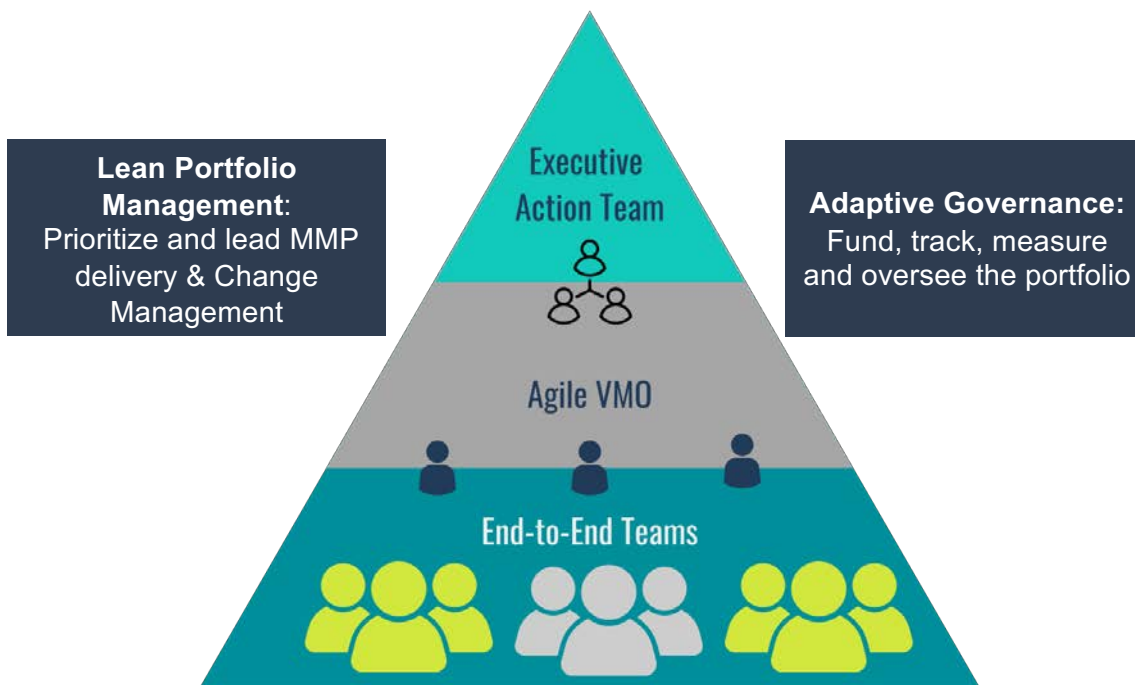 Lean Portfolio
Management:
Prioritize and lead MMP
delivery & Change
Management
Executive
Action Team
Adaptive Governance:
Fund, track, measure
and oversee the portfolio
Agile VMO
End-to-End Teams